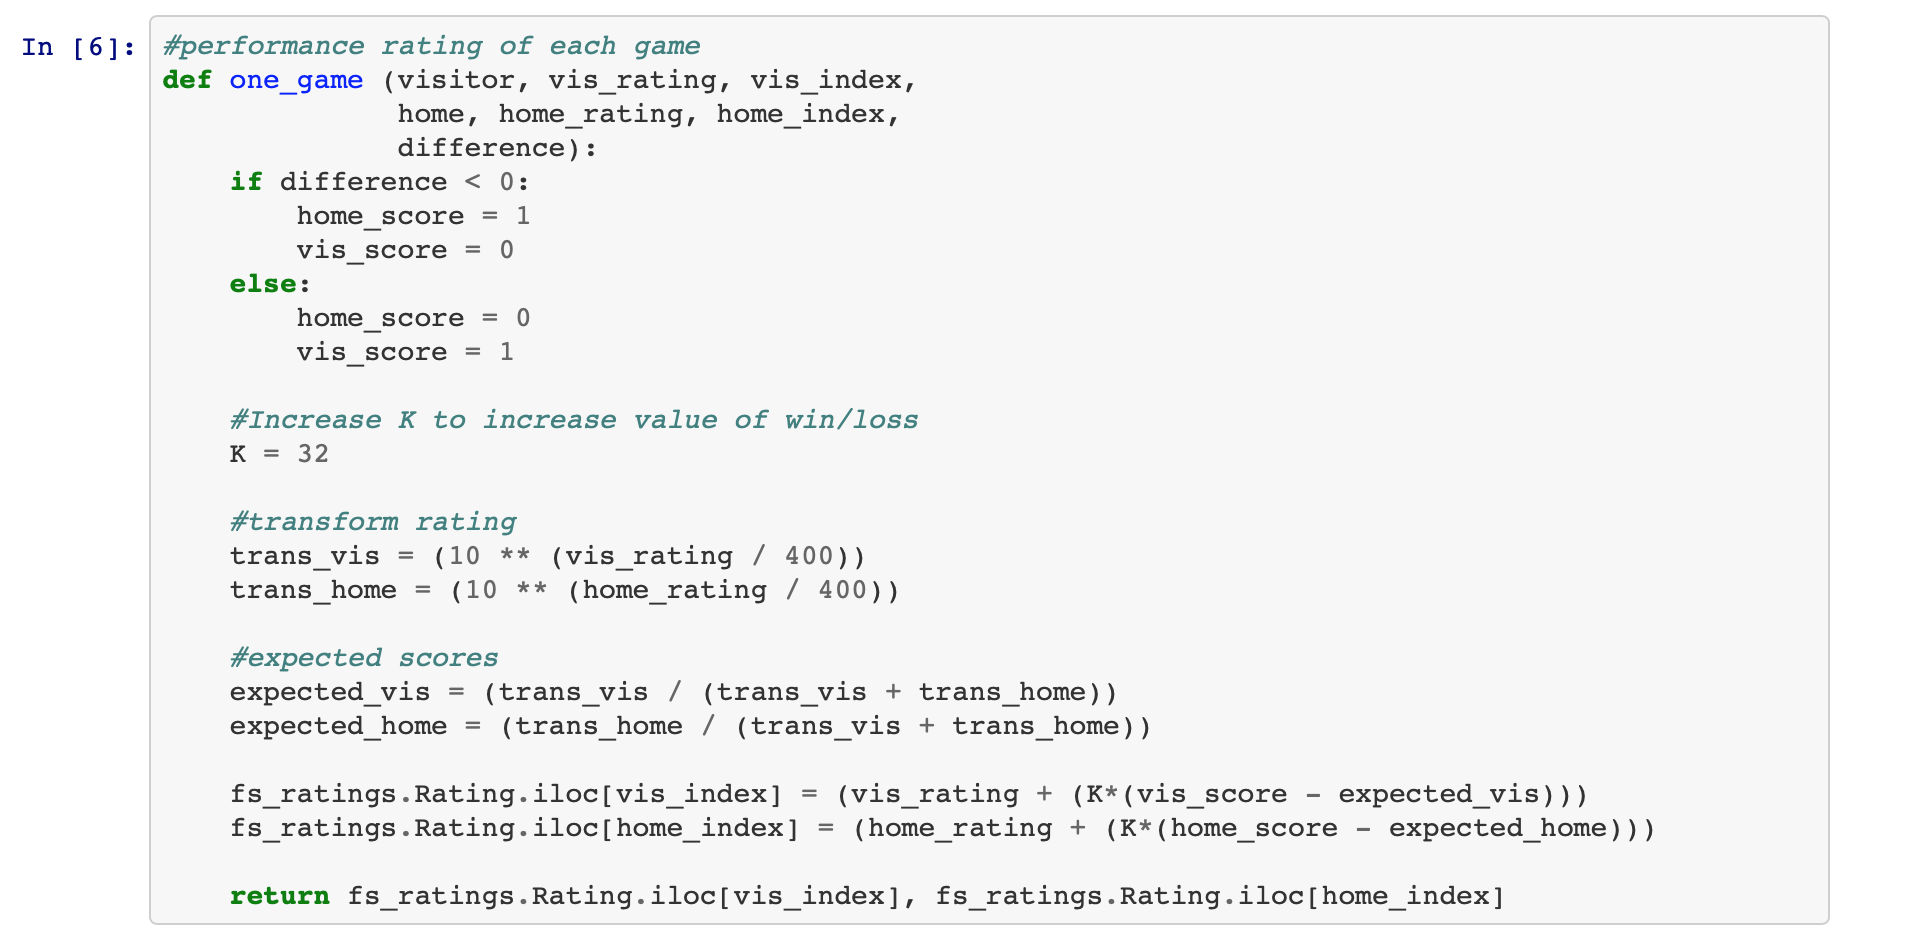 In [6]: #performance rating of each game
def one_game (visitor, vis_rating, vis_index,
              home, home_rating, home_index,
              difference):
    if difference < 0:
        home_score = 1
        vis_score = 0
    else:
        home_score = 0
        vis_score = 1

    #Increase K to increase value of win/loss
    K = 32

    #transform rating
    trans_vis = (10 ** (vis_rating / 400))
    trans_home = (10 ** (home_rating / 400))

    #expected scores
    expected_vis = (trans_vis / (trans_vis + trans_home))
    expected_home = (trans_home / (trans_vis + trans_home))

    fs_ratings.Rating.iloc[vis_index] = (vis_rating + (K*(vis_score - expected_vis)))
    fs_ratings.Rating.iloc[home_index] = (home_rating + (K*(home_score - expected_home)))

    return fs_ratings.Rating.iloc[vis_index], fs_ratings.Rating.iloc[home_index]